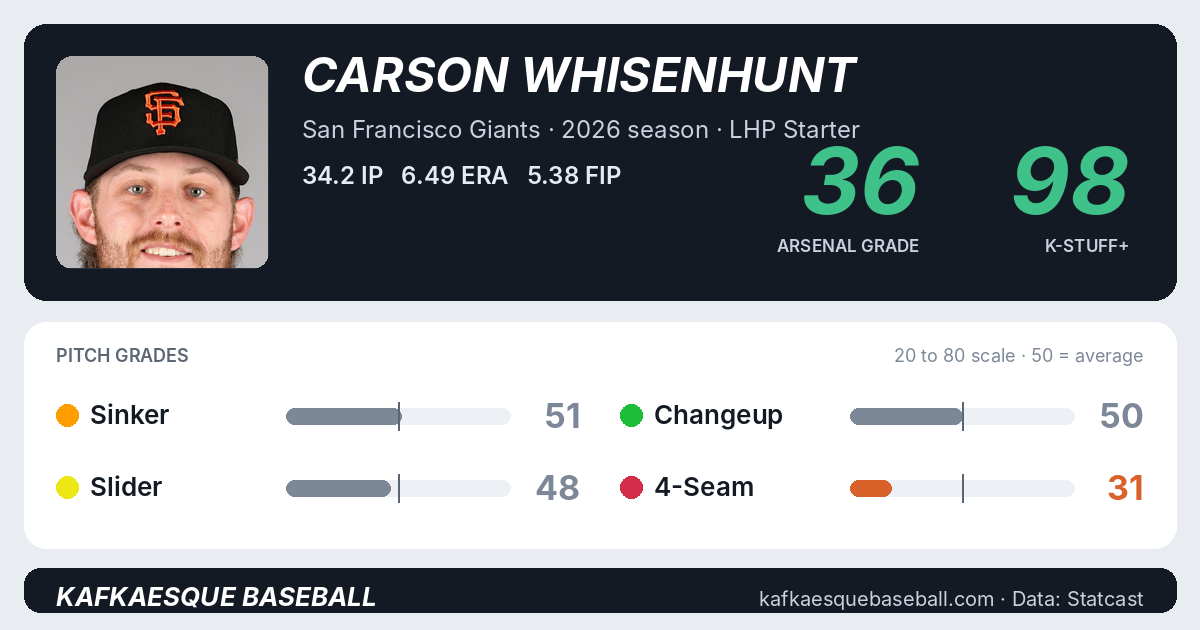 SF
CARSON WHISENHUNT
San Francisco Giants · 2026 season · LHP Starter
34.2 IP 6.49 ERA 5.38 FIP
36 98
ARSENAL GRADE K-STUFF+
PITCH GRADES 20 to 80 scale · 50 = average
Sinker 51 Changeup 50
Slider 48 4-Seam 31
KAFKAESQUE BASEBALL kafkaesquebaseball.com · Data: Statcast